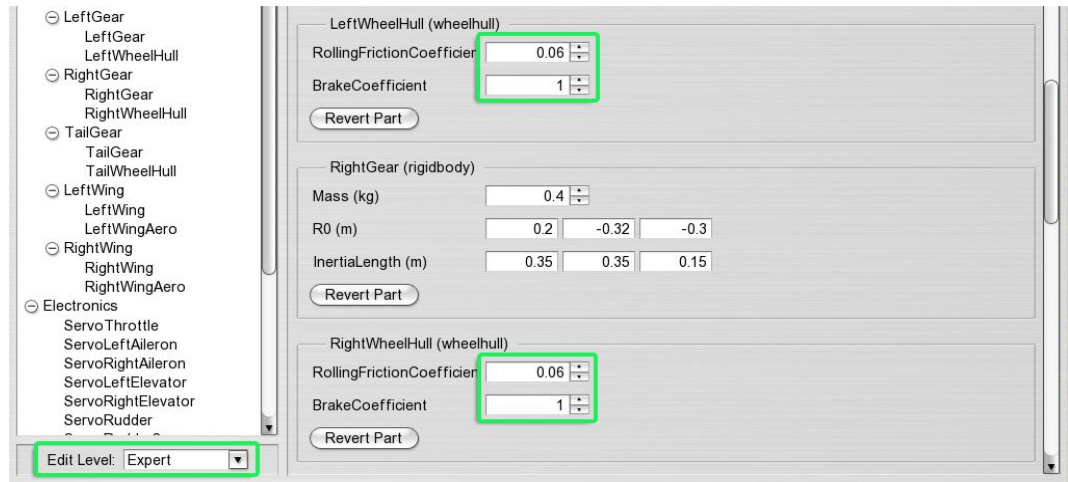 LeftGear
LeftGear
LeftWheelHull
RightGear
RightGear
RightWheelHull
TailGear
TailGear
TailWheelHull
LeftWing
LeftWing
LeftWingAero
RightWing
RightWing
RightWingAero
Electronics
ServoThrottle
ServoLeftAileron
ServoRightAileron
ServoLeftElevator
ServoRightElevator
ServoRudder
Edit Level: Expert
LeftWheelHull (wheelhull)
RollingFrictionCoefficien 0.06
BrakeCoefficient 1
Revert Part
RightGear (rigidbody)
Mass (kg) 0.4
R0 (m) 0.2 -0.32 -0.3
InertiaLength (m) 0.35 0.35 0.15
Revert Part
RightWheelHull (wheelhull)
RollingFrictionCoefficien 0.06
BrakeCoefficient 1
Revert Part